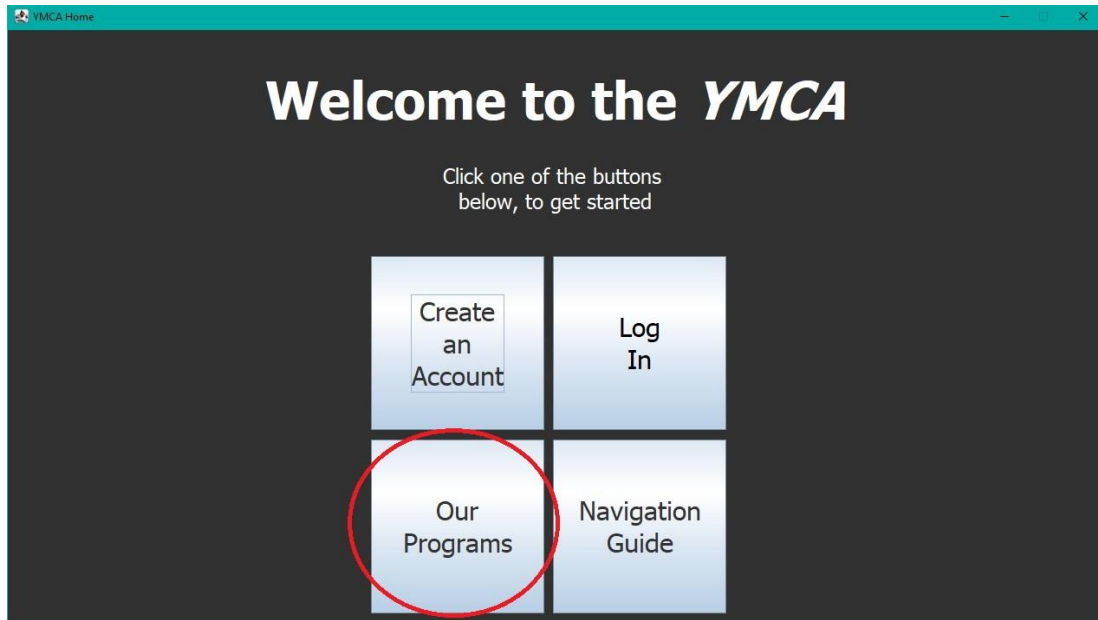 YMCA Home
Welcome to the YMCA
Click one of the buttons
below, to get started
Create
an
Account
Log
In
Our
Programs
Navigation
Guide